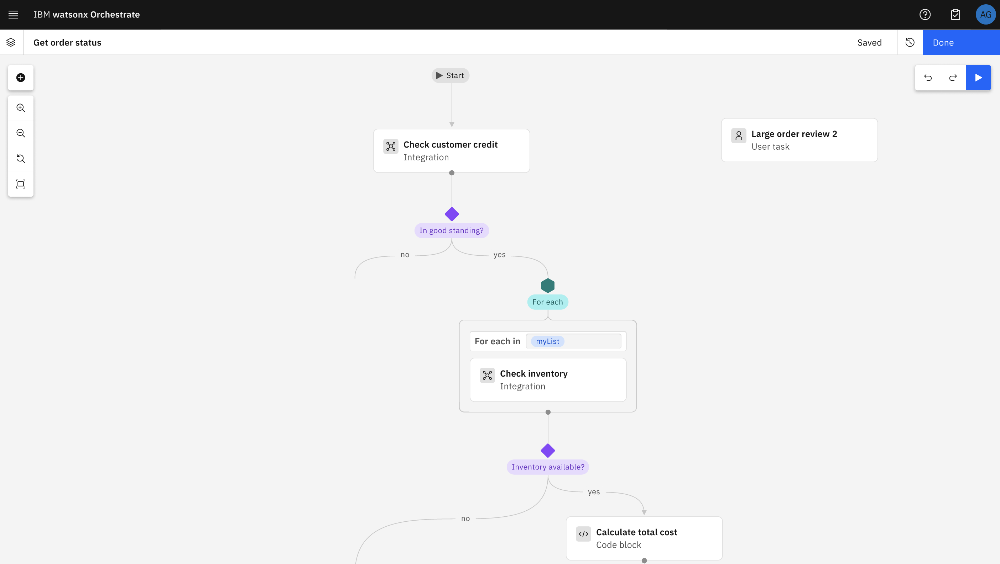 IBM watsonx Orchestrate
AG
Get order status
Saved
Done
Start
Check customer credit
Integration
Large order review 2
User task
In good standing?
no
yes
For each
For each in myList
Check inventory
Integration
Inventory available?
yes
no
Calculate total cost
Code block